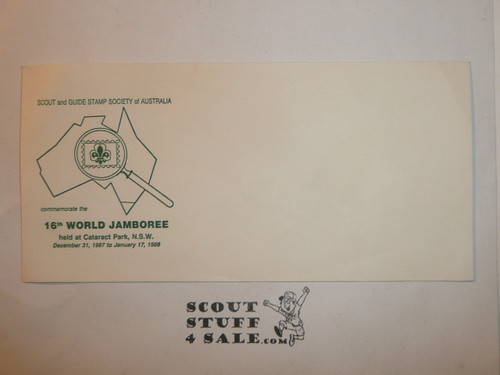 SCOUT and GUIDE STAMP SOCIETY of AUSTRALIA
commemorate the
16th WORLD JAMBOREE
held at Cataract Park, N.S.W.
December 31, 1987 to January 17, 1988
SCOUT
STUFF
4 SALE.com